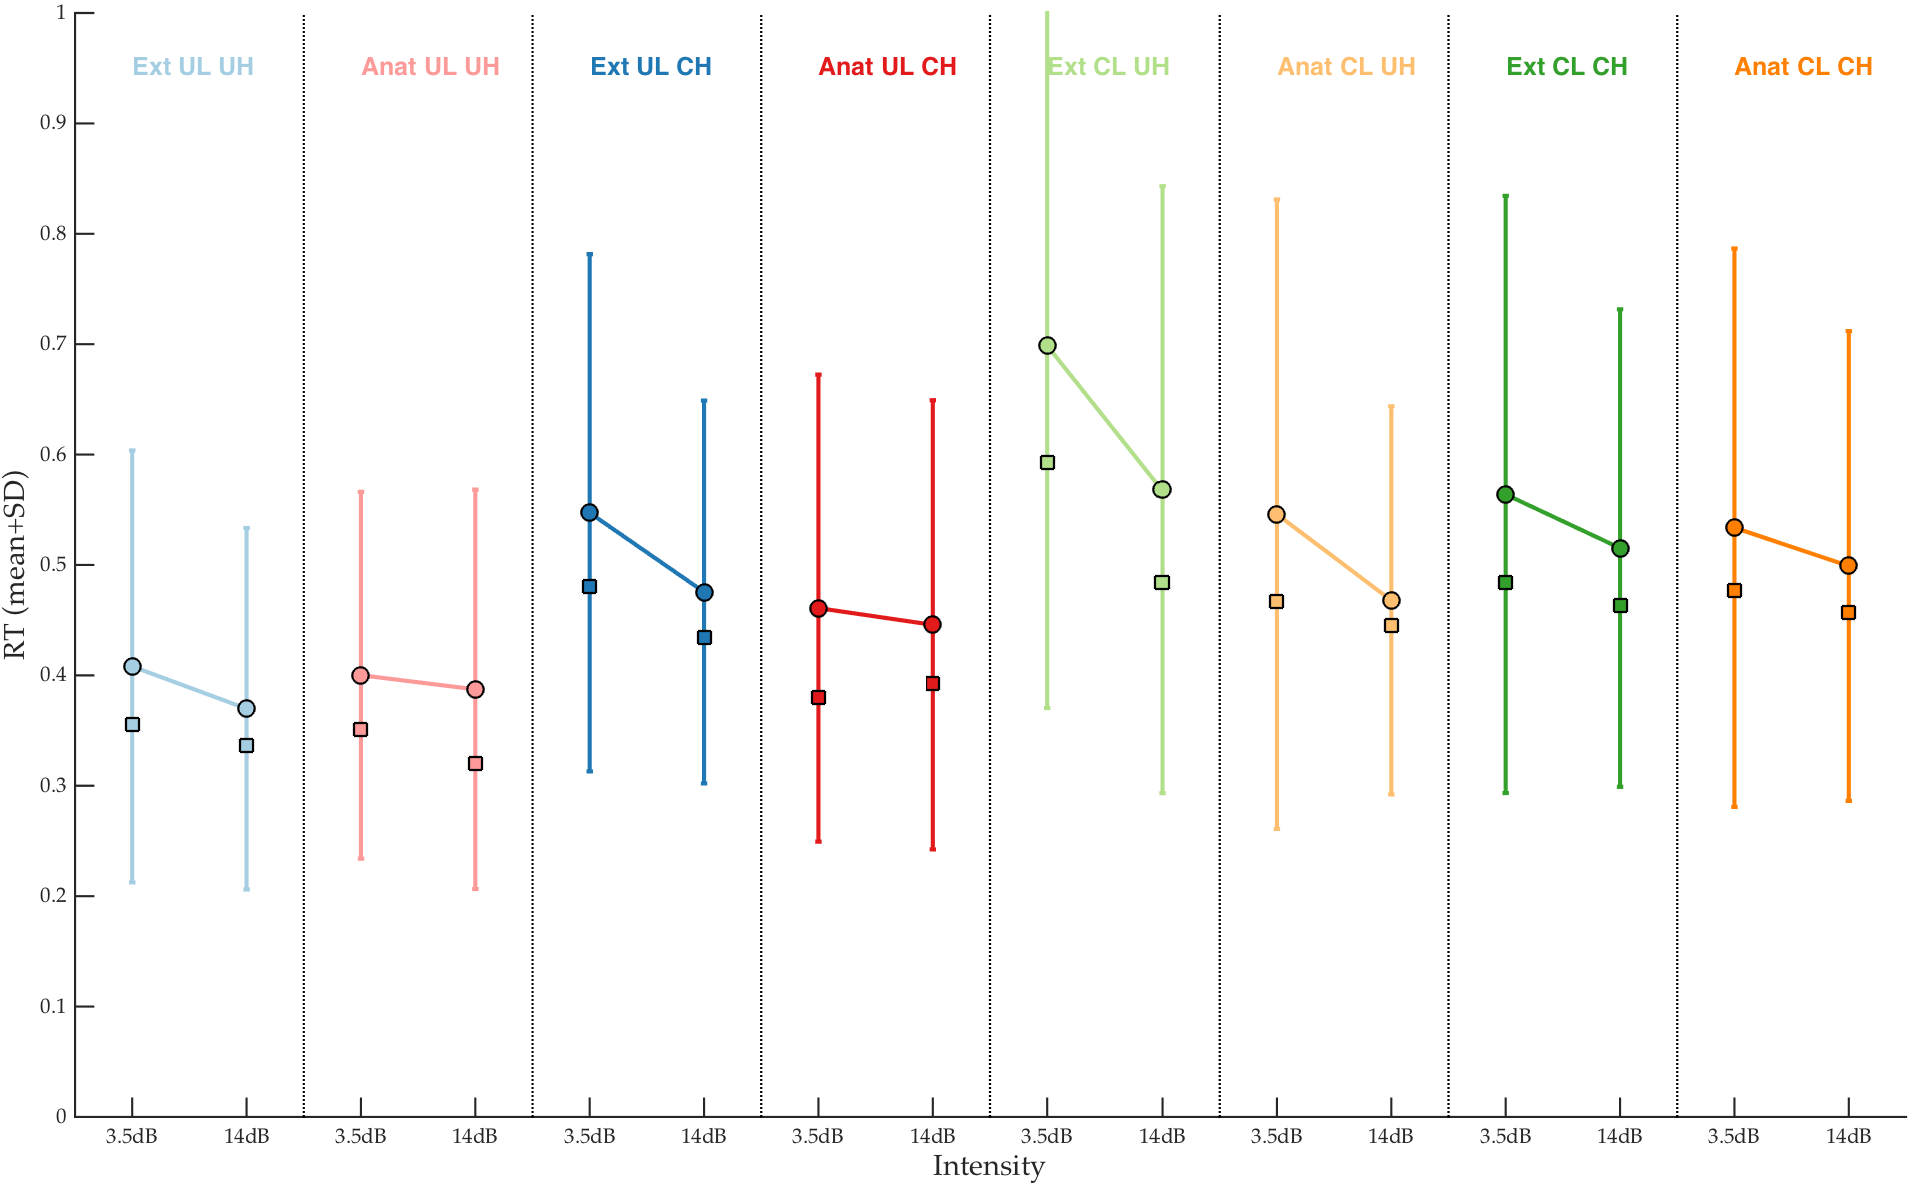 1
Ext UL UH Anat UL UH Ext UL CH Anat UL CH Ext CL UH Anat CL UH Ext CL CH Anat CL CH
0.9
0.8
0.7
0.6
0.5
0.4
0.3
0.2
0.1
0
RT (mean+SD)
3.5dB 14dB 3.5dB 14dB 3.5dB 14dB 3.5dB 14dB 3.5dB 14dB 3.5dB 14dB 3.5dB 14dB 3.5dB 14dB
Intensity